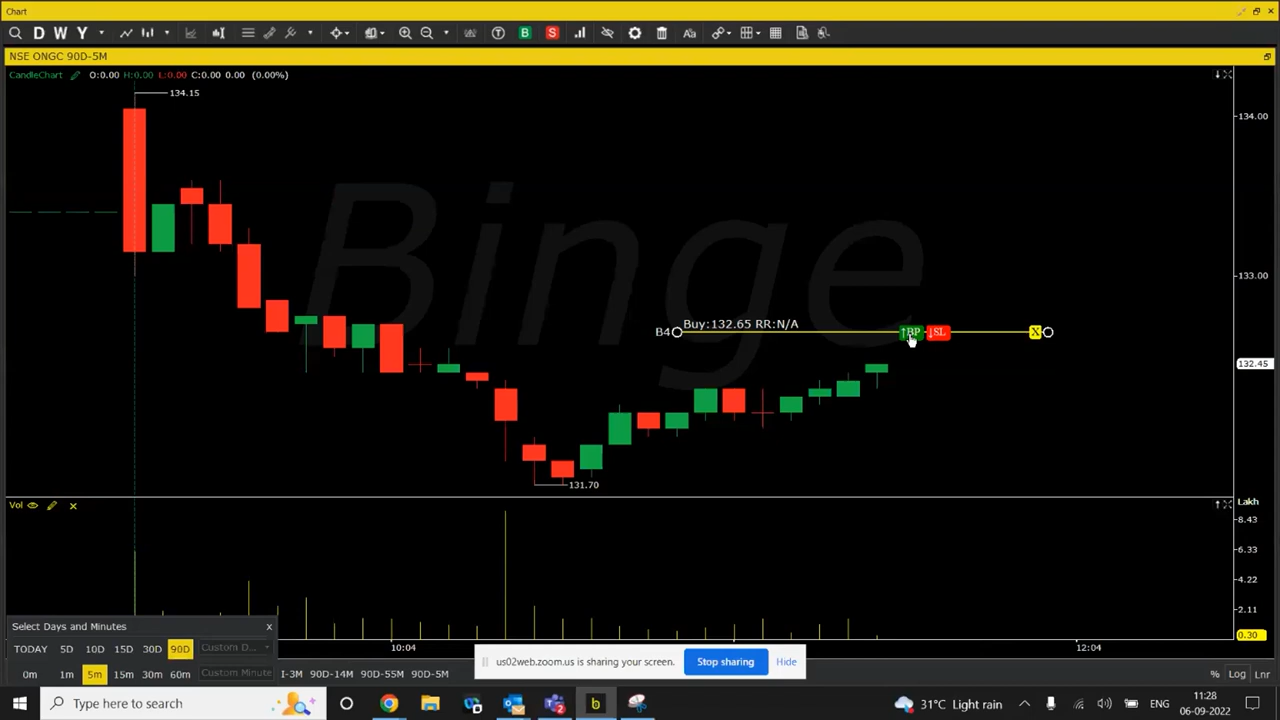 Chart
D W Y T B S Aa
NSE ONGC 90D-5M
CandleChart O:0.00 H:0.00 L:0.00 C:0.00 0.00 (0.00%)
134.15
134.00
Binge
133.00
B4 Buy:132.65 RR:N/A ↑BP ↓SL X
132.45
131.70
Vol x
Lakh
8.43
6.33
4.22
2.11
0.30
Select Days and Minutes x
TODAY 5D 10D 15D 30D 90D Custom D...
10:04
12:04
0m 1m 5m 15m 30m 60m Custom Minute I-3M 90D-14M 90D-55M 90D-5M
% Log Lnr
us02web.zoom.us is sharing your screen. Stop sharing Hide
Type here to search
b
31°C Light rain
ENG
11:28
06-09-2022